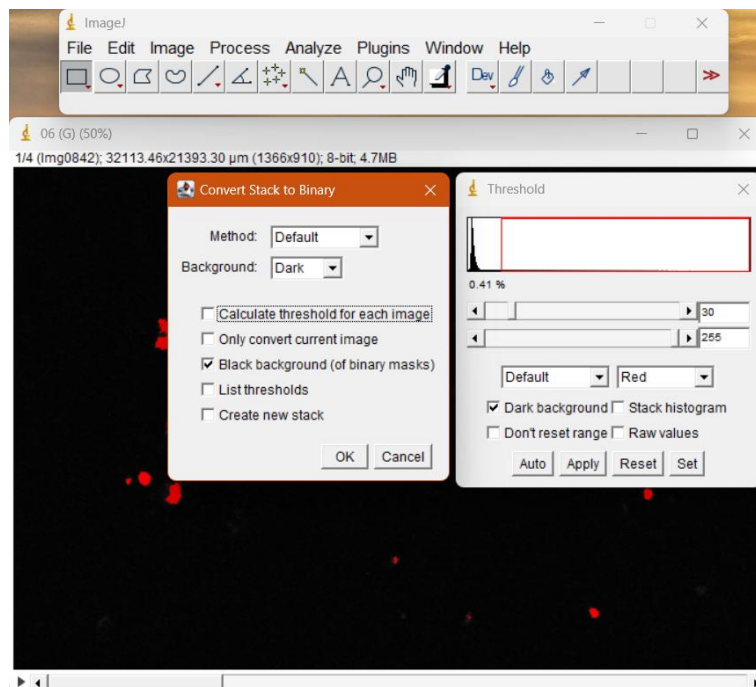 ImageJ
File Edit Image Process Analyze Plugins Window Help
Dev
06 (G) (50%)
1/4 (Img0842); 32113.46x21393.30 µm (1366x910); 8-bit; 4.7MB
Convert Stack to Binary
Method: Default
Background: Dark
Calculate threshold for each image
Only convert current image
Black background (of binary masks)
List thresholds
Create new stack
OK Cancel
Threshold
0.41 %
30
255
Default Red
Dark background Stack histogram
Don't reset range Raw values
Auto Apply Reset Set